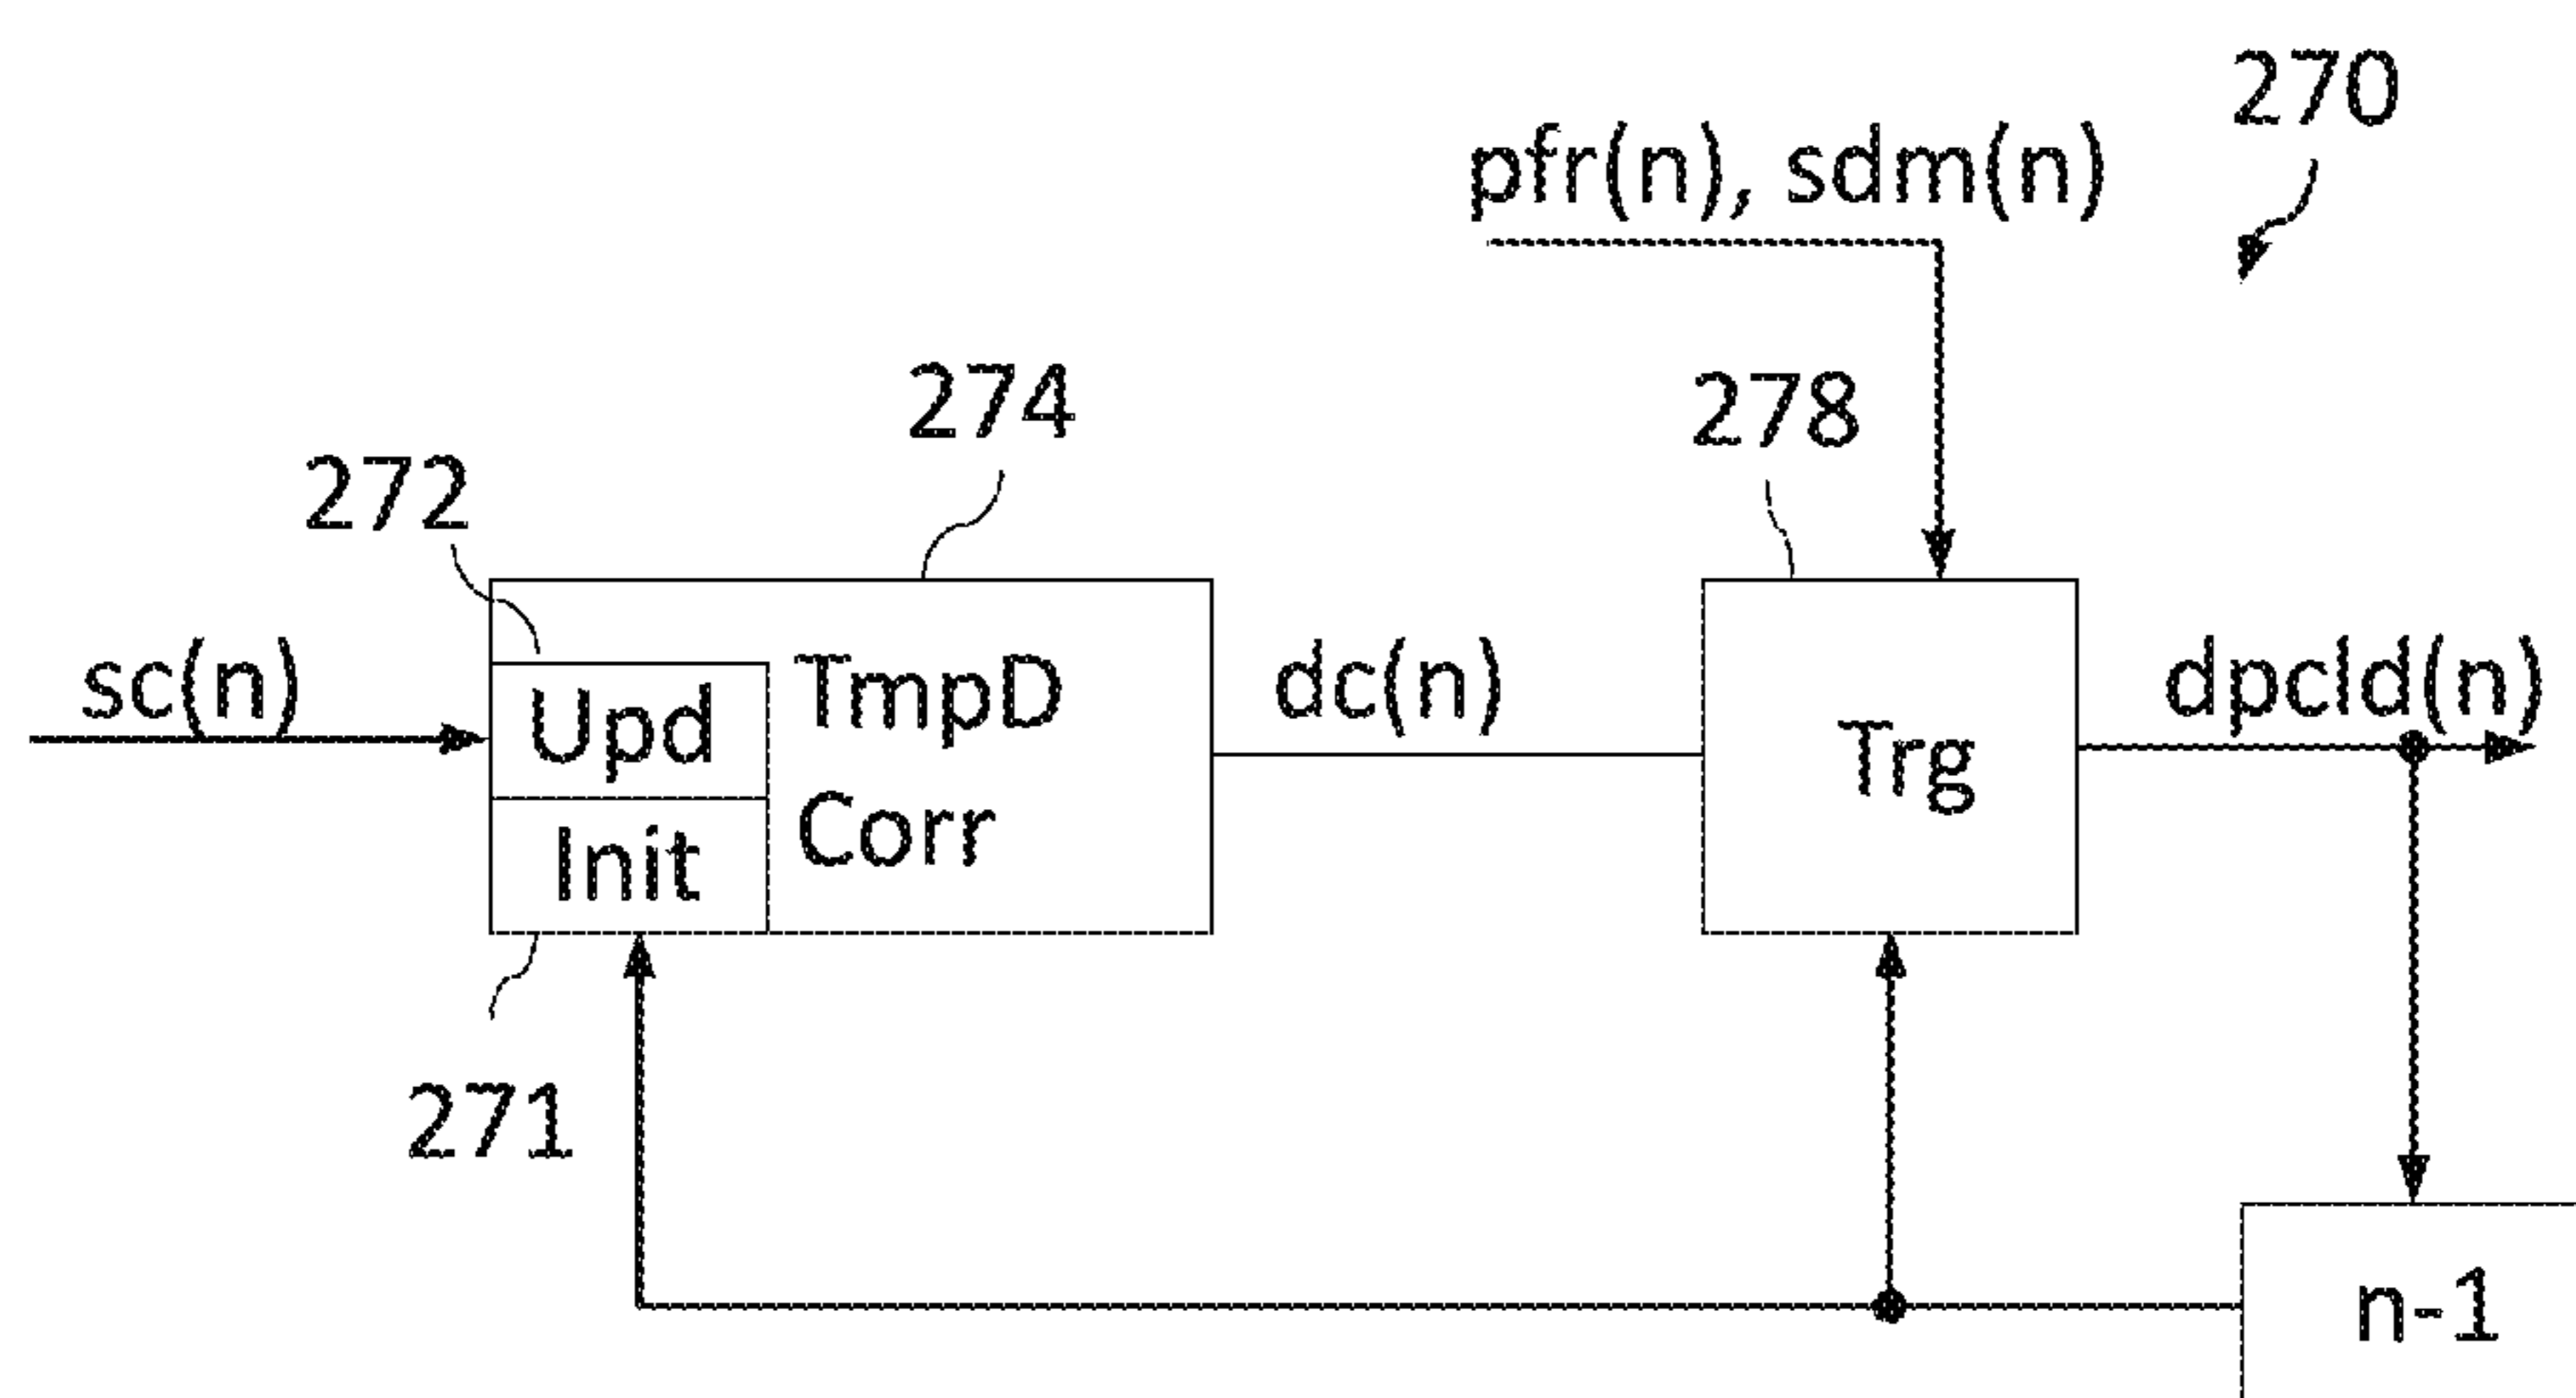 270
pfr(n), sdm(n)
274
278
272
sc(n)
Upd
TmpD
Corr
Init
dc(n)
Trg
dpcld(n)
271
n-1